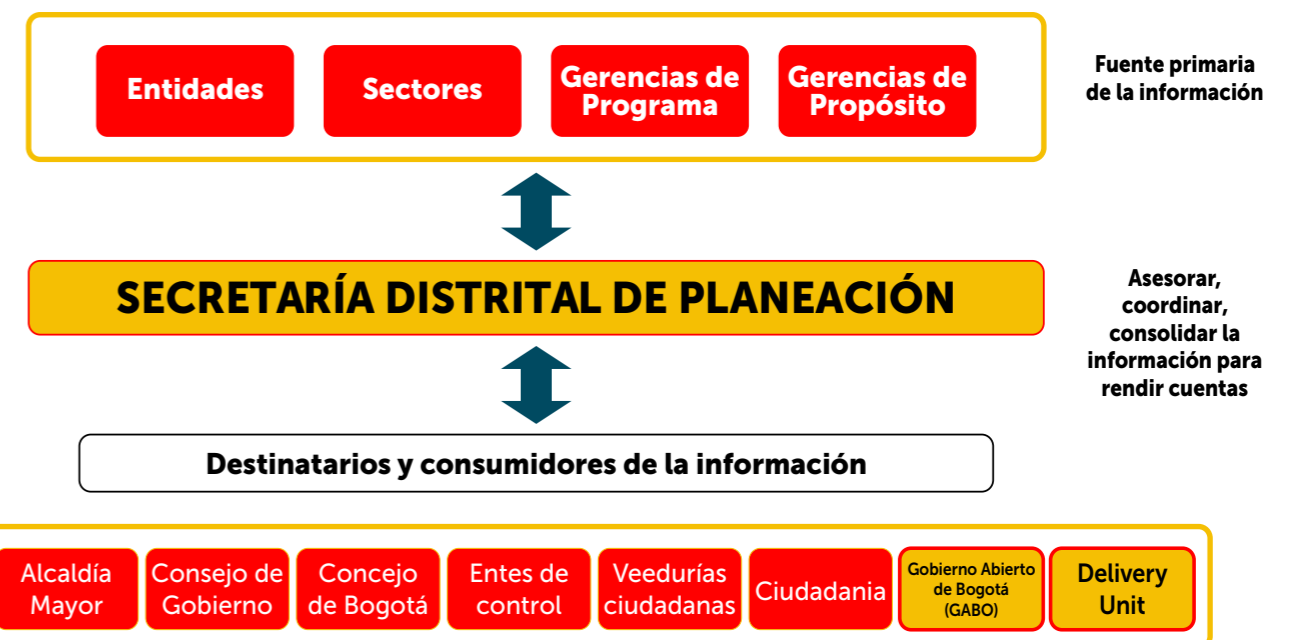 Entidades
Sectores
Gerencias de
Programa
Gerencias de
Propósito
Fuente primaria
de la información
SECRETARÍA DISTRITAL DE PLANEACIÓN
Asesorar,
coordinar,
consolidar la
información para
rendir cuentas
Destinatarios y consumidores de la información
Alcaldía
Mayor
Consejo de
Gobierno
Concejo
de Bogotá
Entes de
control
Veedurías
ciudadanas
Ciudadania
Gobierno Abierto
de Bogotá
(GABO)
Delivery
Unit